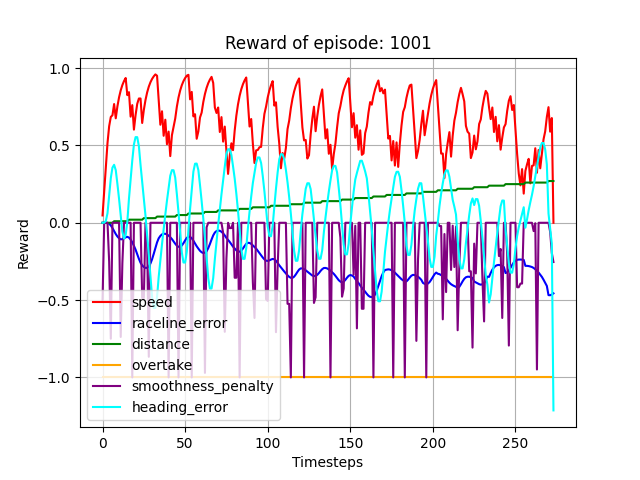 Reward of episode: 1001
1.0
0.5
0.0
−0.5
−1.0
Reward
speed
raceline_error
distance
overtake
smoothness_penalty
heading_error
0 50 100 150 200 250
Timesteps